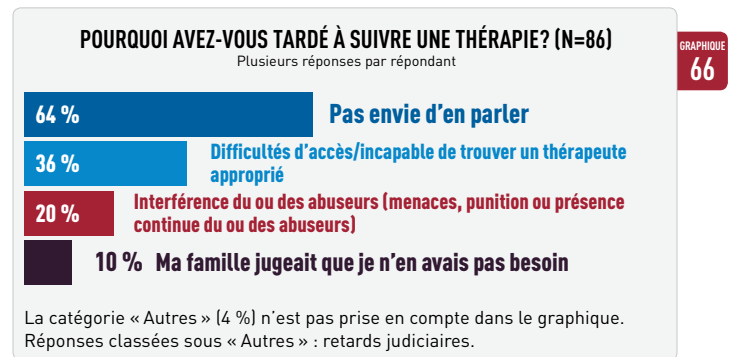 POURQUOI AVEZ-VOUS TARDÉ À SUIVRE UNE THÉRAPIE? (N=86)
Plusieurs réponses par répondant
GRAPHIQUE
66
64 % Pas envie d'en parler
36 % Difficultés d'accès/incapable de trouver un thérapeute
approprié
20 % Interférence du ou des abuseurs (menaces, punition ou présence
continue du ou des abuseurs)
10 % Ma famille jugeait que je n'en avais pas besoin
La catégorie « Autres » (4 %) n'est pas prise en compte dans le graphique.
Réponses classées sous « Autres » : retards judiciaires.